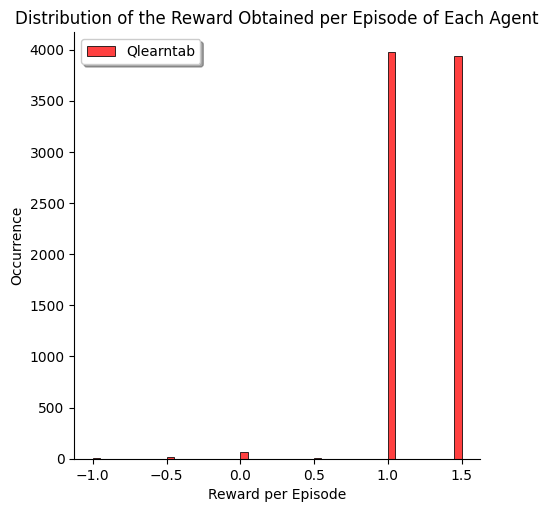 Distribution of the Reward Obtained per Episode of Each Agent
Qlearntab
4000
3500
3000
2500
2000
1500
1000
500
0
Occurrence
−1.0 −0.5 0.0 0.5 1.0 1.5
Reward per Episode